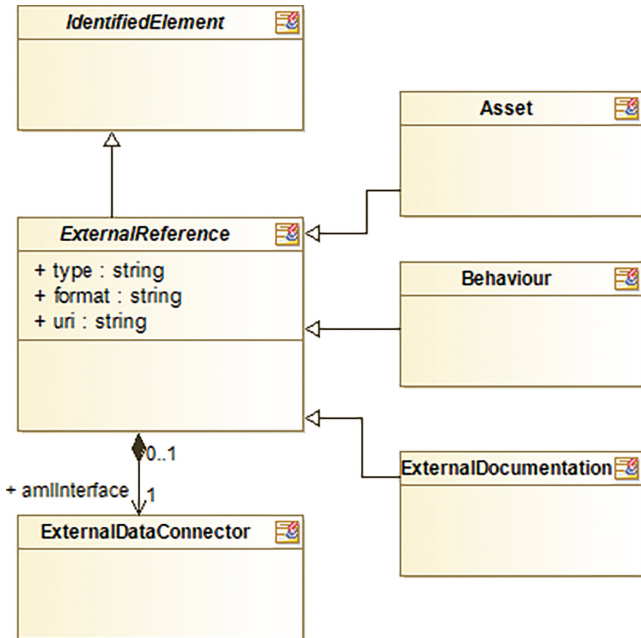 IdentifiedElement
Asset
ExternalReference
+ type : string
+ format : string
+ uri : string
Behaviour
0..1
+ amlInterface
1
ExternalDocumentation
ExternalDataConnector